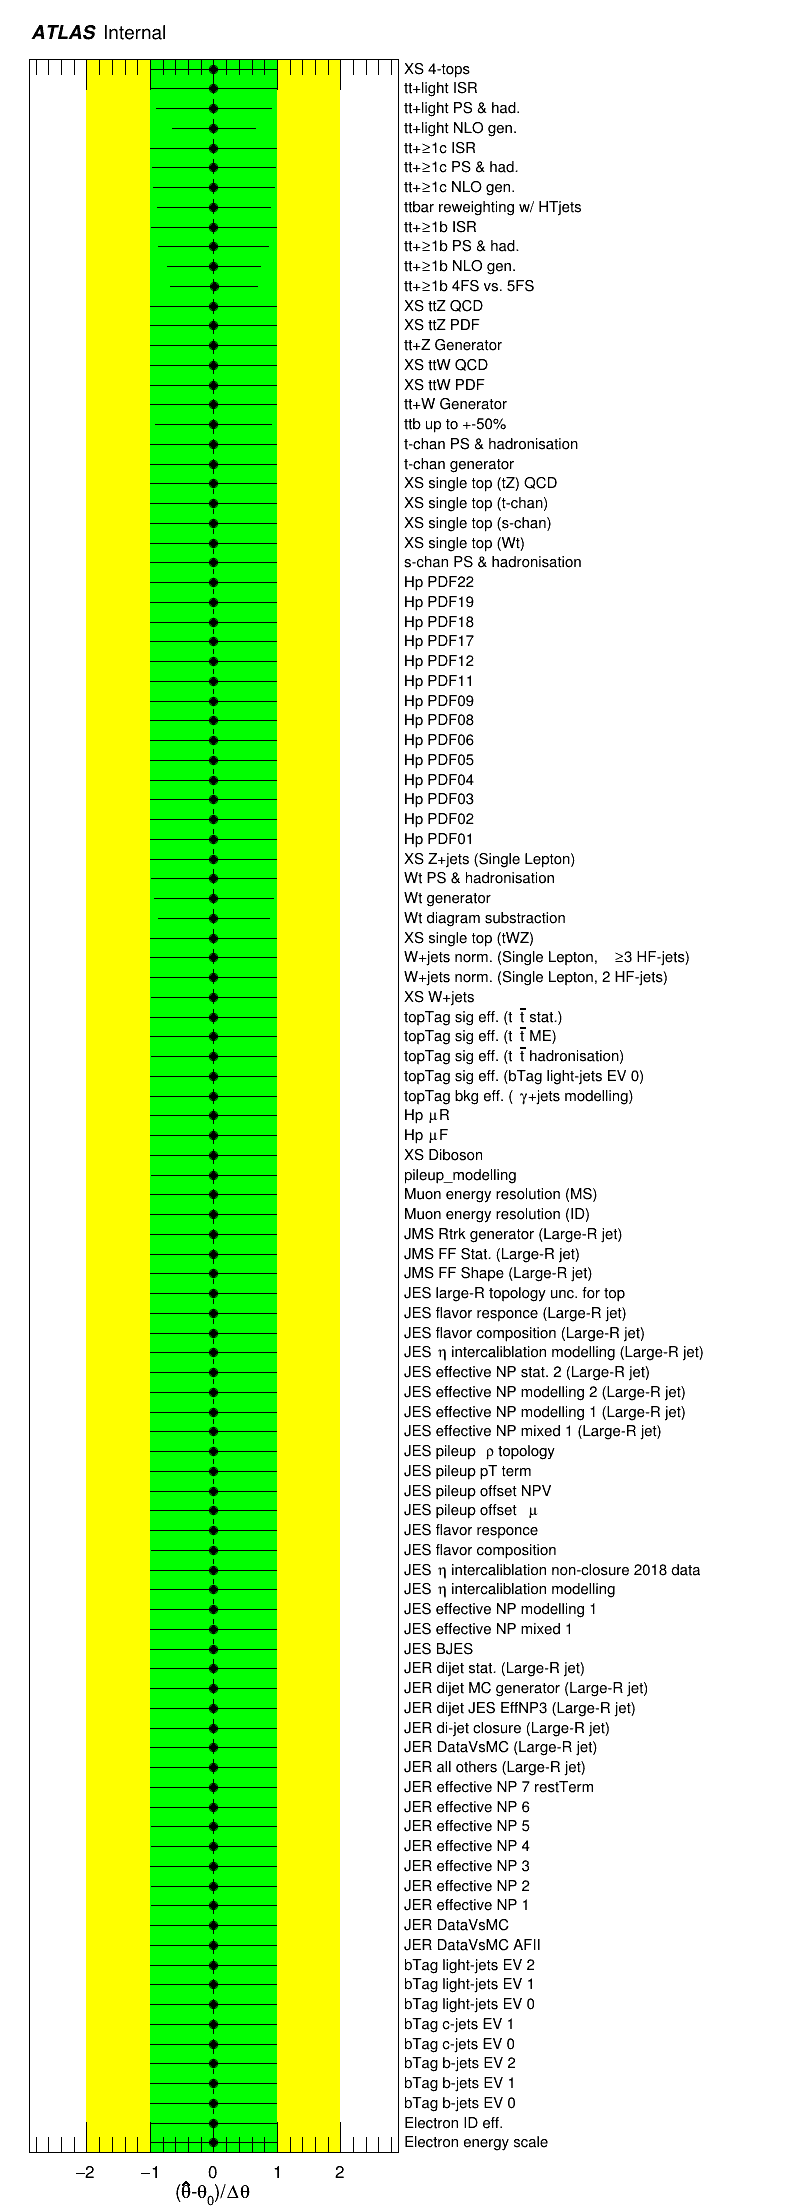 ATLAS Internal
XS 4-tops
tt+light ISR
tt+light PS & had.
tt+light NLO gen.
tt+≥1c ISR
tt+≥1c PS & had.
tt+≥1c NLO gen.
ttbar reweighting w/ HTjets
tt+≥1b ISR
tt+≥1b PS & had.
tt+≥1b NLO gen.
tt+≥1b 4FS vs. 5FS
XS ttZ QCD
XS ttZ PDF
tt+Z Generator
XS ttW QCD
XS ttW PDF
tt+W Generator
ttb up to +-50%
t-chan PS & hadronisation
t-chan generator
XS single top (tZ) QCD
XS single top (t-chan)
XS single top (s-chan)
XS single top (Wt)
s-chan PS & hadronisation
Hp PDF22
Hp PDF19
Hp PDF18
Hp PDF17
Hp PDF12
Hp PDF11
Hp PDF09
Hp PDF08
Hp PDF06
Hp PDF05
Hp PDF04
Hp PDF03
Hp PDF02
Hp PDF01
XS Z+jets (Single Lepton)
Wt PS & hadronisation
Wt generator
Wt diagram substraction
XS single top (tWZ)
W+jets norm. (Single Lepton, ≥3 HF-jets)
W+jets norm. (Single Lepton, 2 HF-jets)
XS W+jets
topTag sig eff. (t t̄ stat.)
topTag sig eff. (t t̄ ME)
topTag sig eff. (t t̄ hadronisation)
topTag sig eff. (bTag light-jets EV 0)
topTag bkg eff. ( γ+jets modelling)
Hp μR
Hp μF
XS Diboson
pileup_modelling
Muon energy resolution (MS)
Muon energy resolution (ID)
JMS Rtrk generator (Large-R jet)
JMS FF Stat. (Large-R jet)
JMS FF Shape (Large-R jet)
JES large-R topology unc. for top
JES flavor responce (Large-R jet)
JES flavor composition (Large-R jet)
JES η intercaliblation modelling (Large-R jet)
JES effective NP stat. 2 (Large-R jet)
JES effective NP modelling 2 (Large-R jet)
JES effective NP modelling 1 (Large-R jet)
JES effective NP mixed 1 (Large-R jet)
JES pileup ρ topology
JES pileup pT term
JES pileup offset NPV
JES pileup offset μ
JES flavor responce
JES flavor composition
JES η intercaliblation non-closure 2018 data
JES η intercaliblation modelling
JES effective NP modelling 1
JES effective NP mixed 1
JES BJES
JER dijet stat. (Large-R jet)
JER dijet MC generator (Large-R jet)
JER dijet JES EffNP3 (Large-R jet)
JER di-jet closure (Large-R jet)
JER DataVsMC (Large-R jet)
JER all others (Large-R jet)
JER effective NP 7 restTerm
JER effective NP 6
JER effective NP 5
JER effective NP 4
JER effective NP 3
JER effective NP 2
JER effective NP 1
JER DataVsMC
JER DataVsMC AFII
bTag light-jets EV 2
bTag light-jets EV 1
bTag light-jets EV 0
bTag c-jets EV 1
bTag c-jets EV 0
bTag b-jets EV 2
bTag b-jets EV 1
bTag b-jets EV 0
Electron ID eff.
Electron energy scale
−2 −1 0 1 2
(θ̂-θ₀)/Δθ